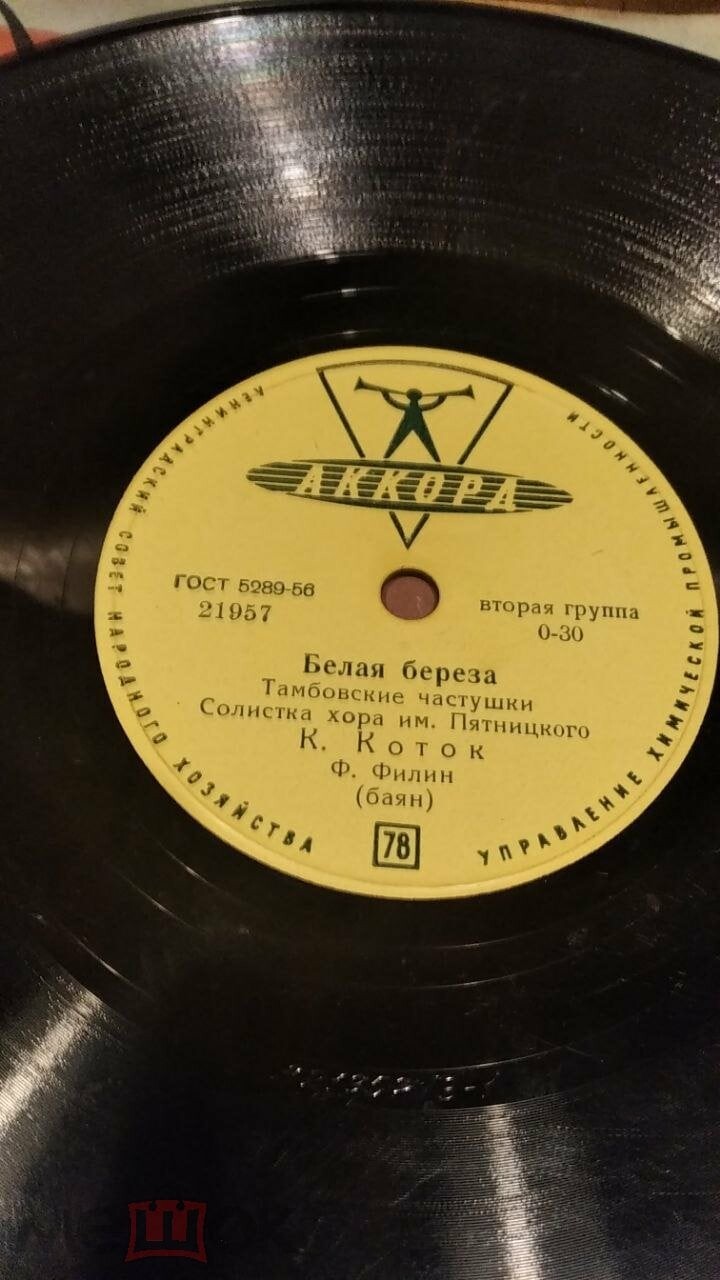 ЛЕНИНГРАДСКИЙ СОВЕТ НАРОДНОГО ХОЗЯЙСТВА
УПРАВЛЕНИЕ ХИМИЧЕСКОЙ ПРОМЫШЛЕННОСТИ
АККОРД
ГОСТ 5289-56
21957
вторая группа
0-30
Белая береза
Тамбовские частушки
Солистка хора им. Пятницкого
К. Коток
Ф. Филин
(баян)
78
мешок